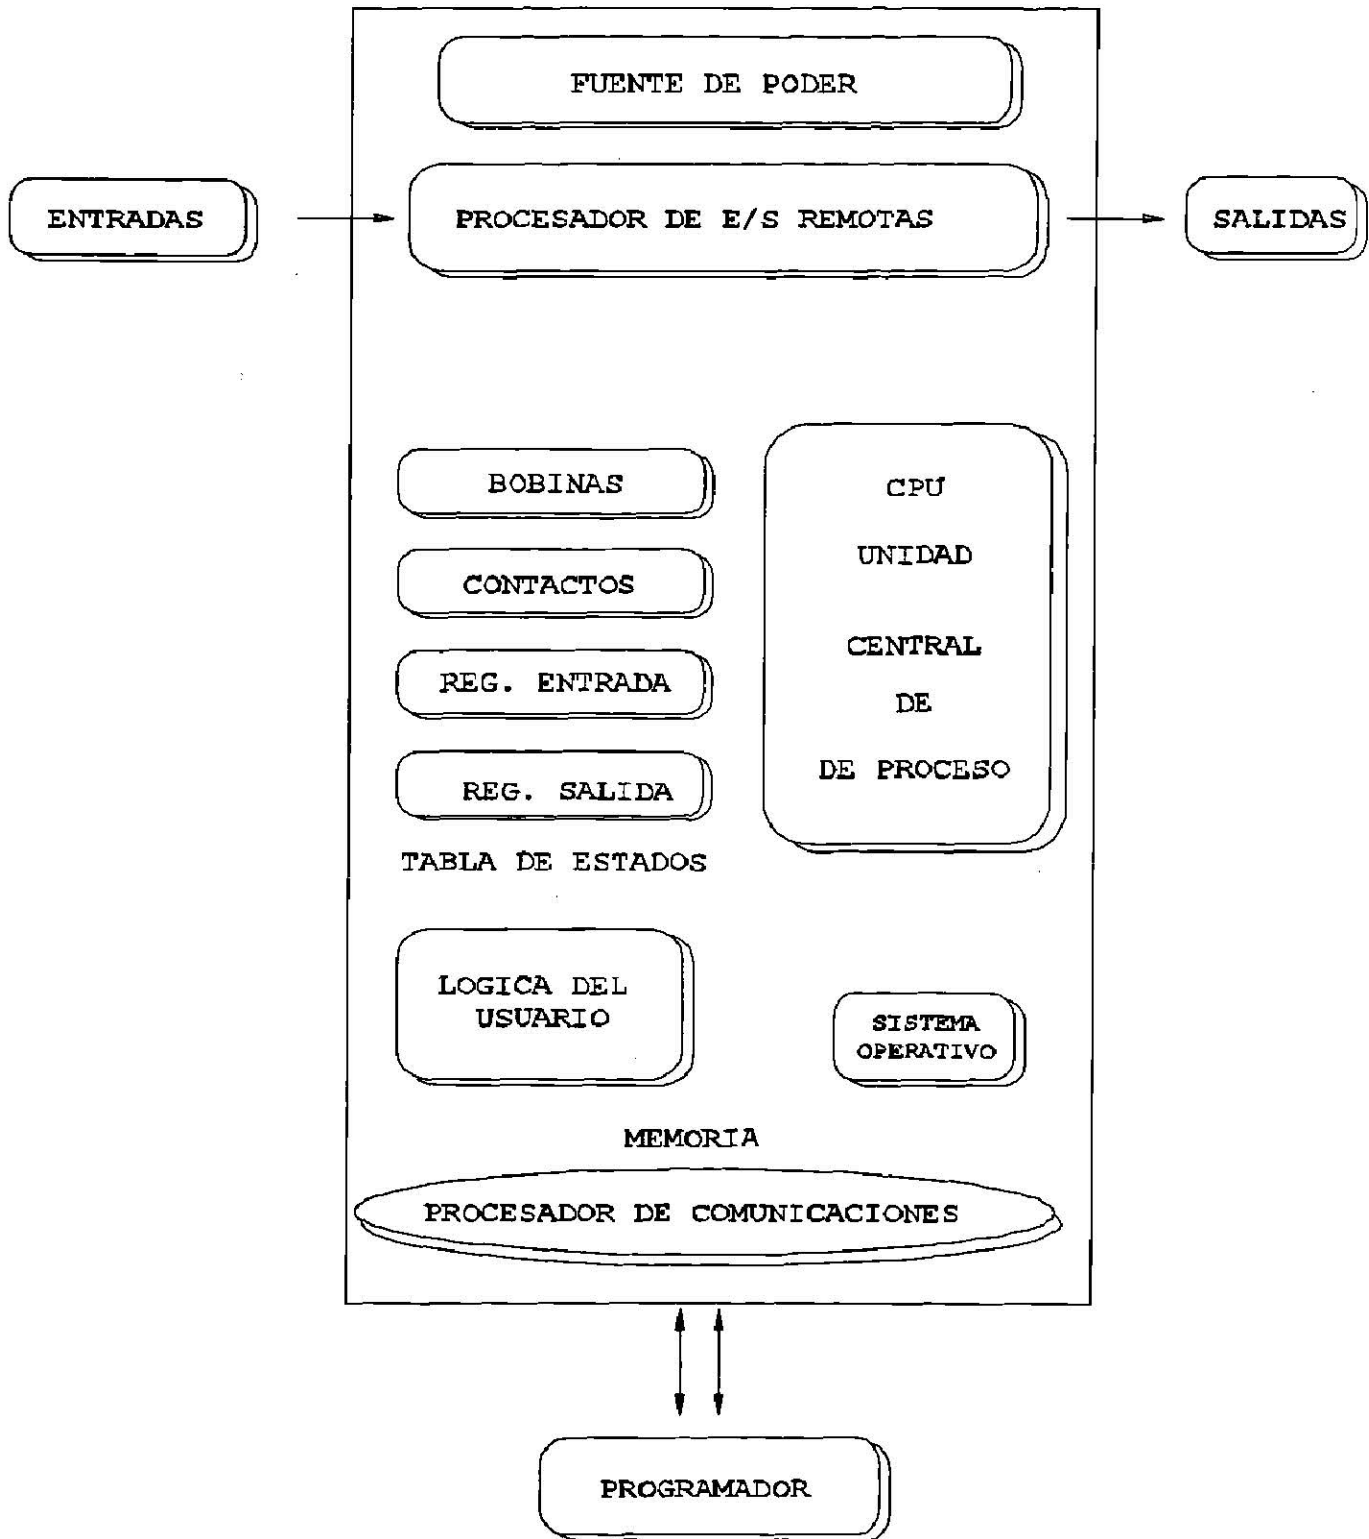 FUENTE DE PODER
ENTRADAS
PROCESADOR DE E/S REMOTAS
SALIDAS
BOBINAS
CONTACTOS
REG. ENTRADA
REG. SALIDA
TABLA DE ESTADOS
CPU
UNIDAD
CENTRAL
DE
DE PROCESO
LOGICA DEL
USUARIO
SISTEMA
OPERATIVO
MEMORIA
PROCESADOR DE COMUNICACIONES
PROGRAMADOR